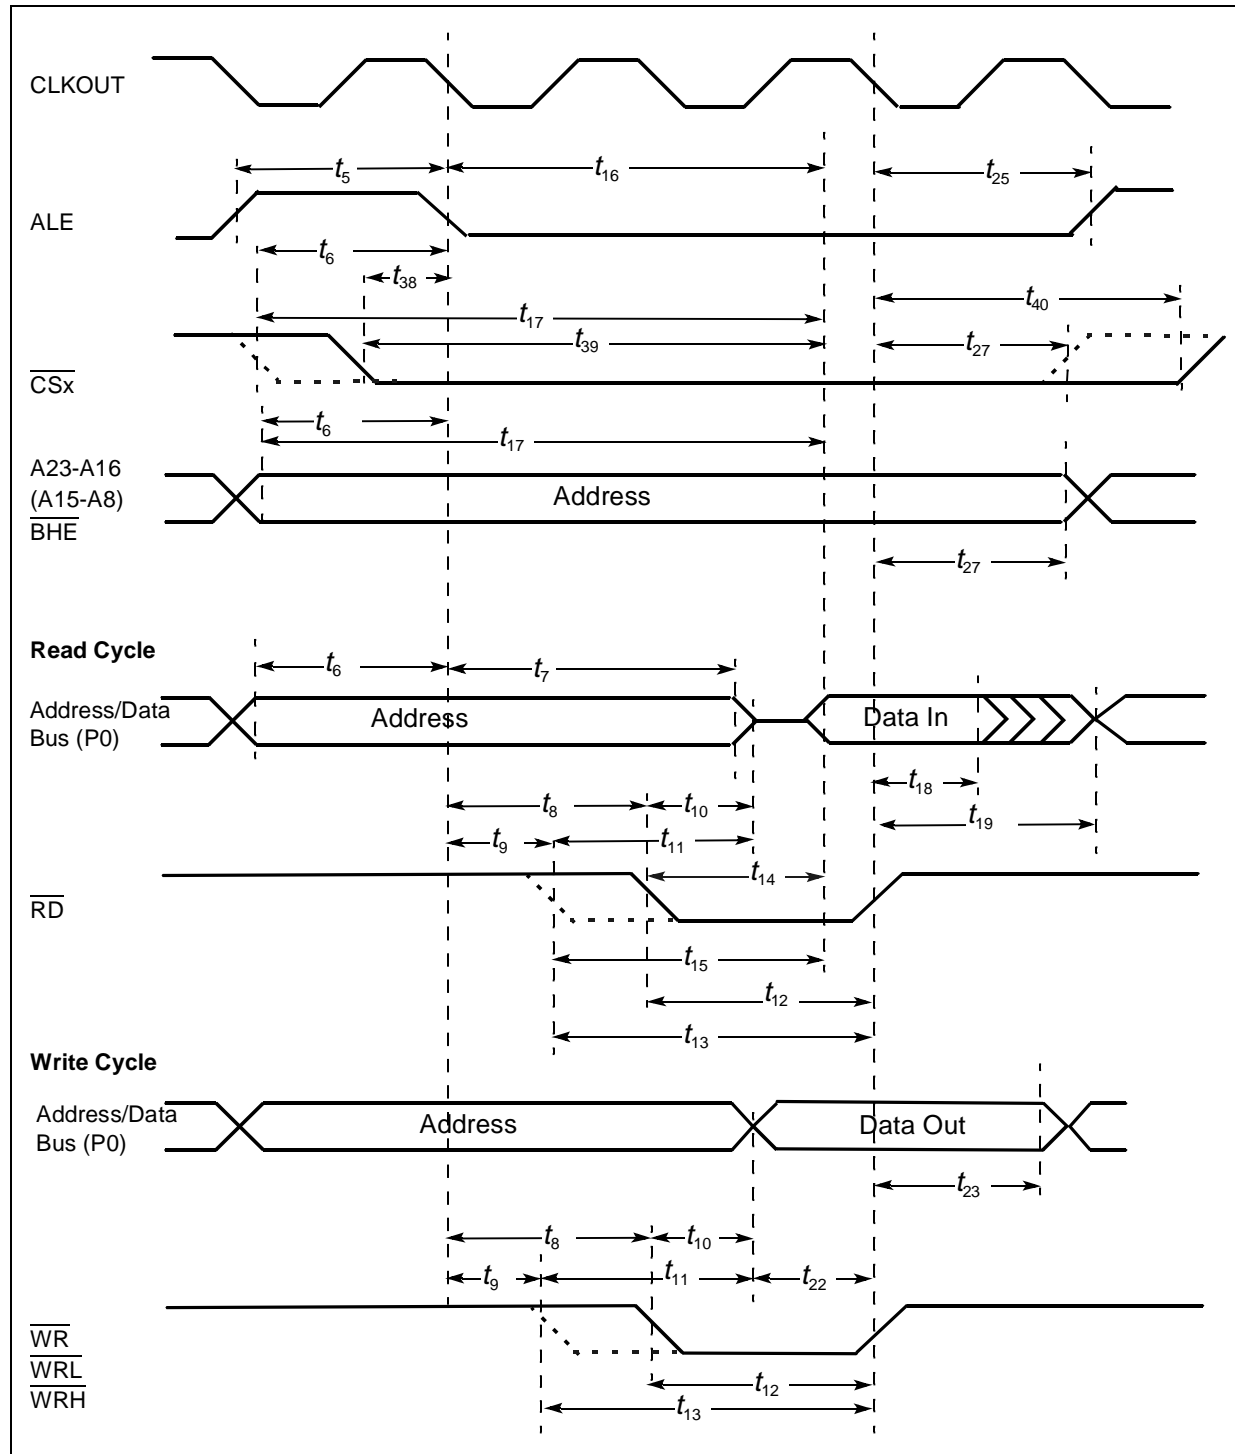 CLKOUT
t5 t16 t25
ALE
t6
t38
t40
t17
t39 t27
CSx
t6
t17
A23-A16
(A15-A8) Address
BHE
t27
Read Cycle
t6 t7
Address/Data
Bus (P0)
Address Data In
t18
t8 t10 t19
t9 t11
t14
RD
t15
t12
t13
Write Cycle
Address/Data
Bus (P0)
Address Data Out
t23
t8 t10
t9 t11 t22
WR
WRL
WRH
t12
t13